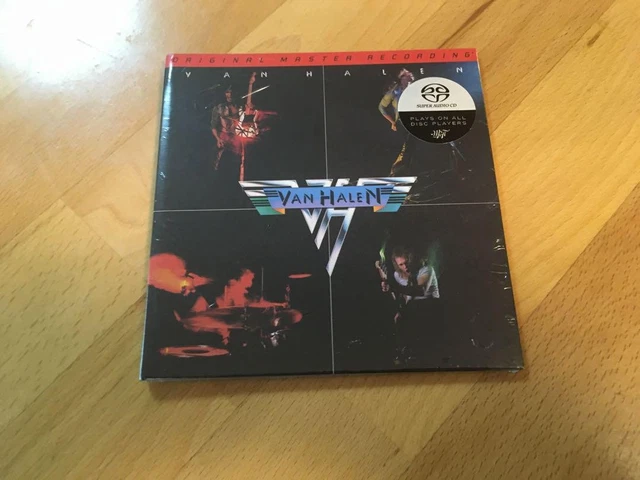 ORIGINAL MASTER RECORDING
VAN HALEN
SUPER AUDIO CD
PLAYS ON ALL
DISC PLAYERS
VAN HALEN